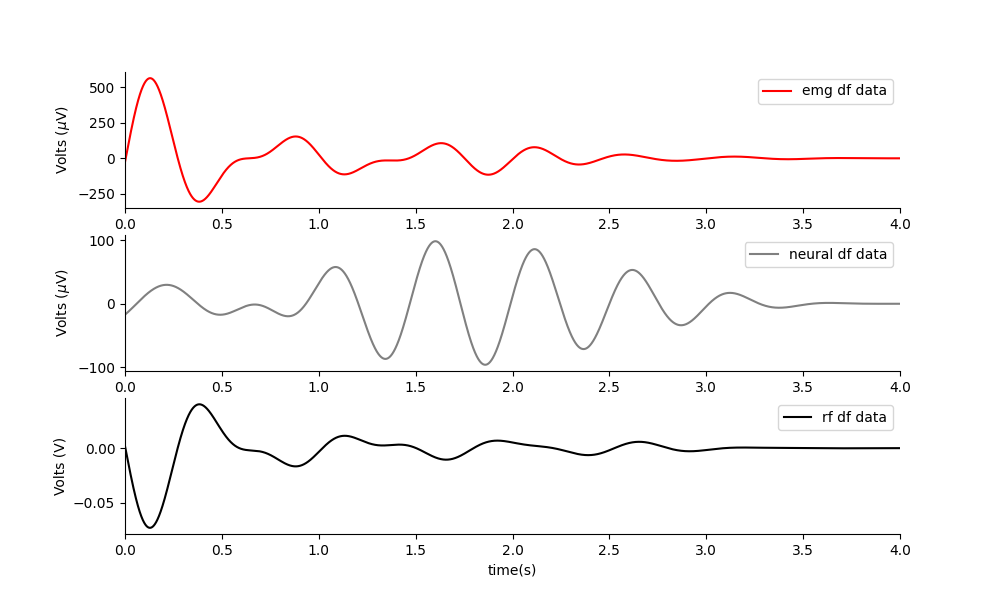 emg df data
Volts (μV)
500
250
0
−250
0.0 0.5 1.0 1.5 2.0 2.5 3.0 3.5 4.0
neural df data
Volts (μV)
100
0
−100
0.0 0.5 1.0 1.5 2.0 2.5 3.0 3.5 4.0
rf df data
Volts (V)
0.00
−0.05
0.0 0.5 1.0 1.5 2.0 2.5 3.0 3.5 4.0
time(s)